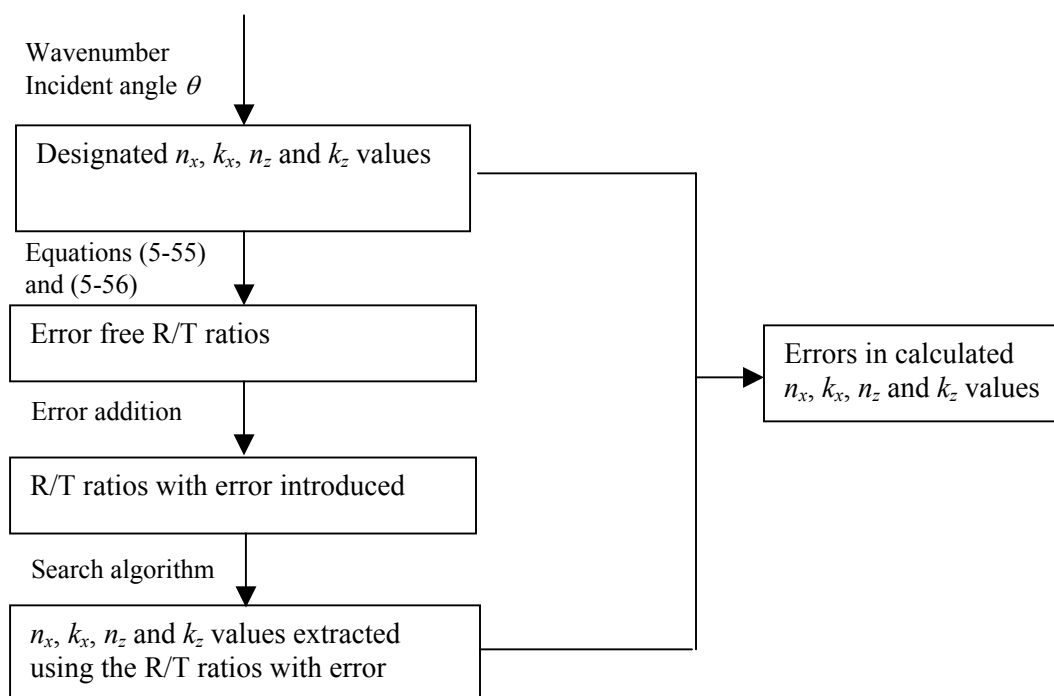 Wavenumber
Incident angle θ
Designated nx, kx, nz and kz values
Equations (5-55)
and (5-56)
Error free R/T ratios
Error addition
R/T ratios with error introduced
Search algorithm
nx, kx, nz and kz values extracted
using the R/T ratios with error
Errors in calculated
nx, kx, nz and kz values